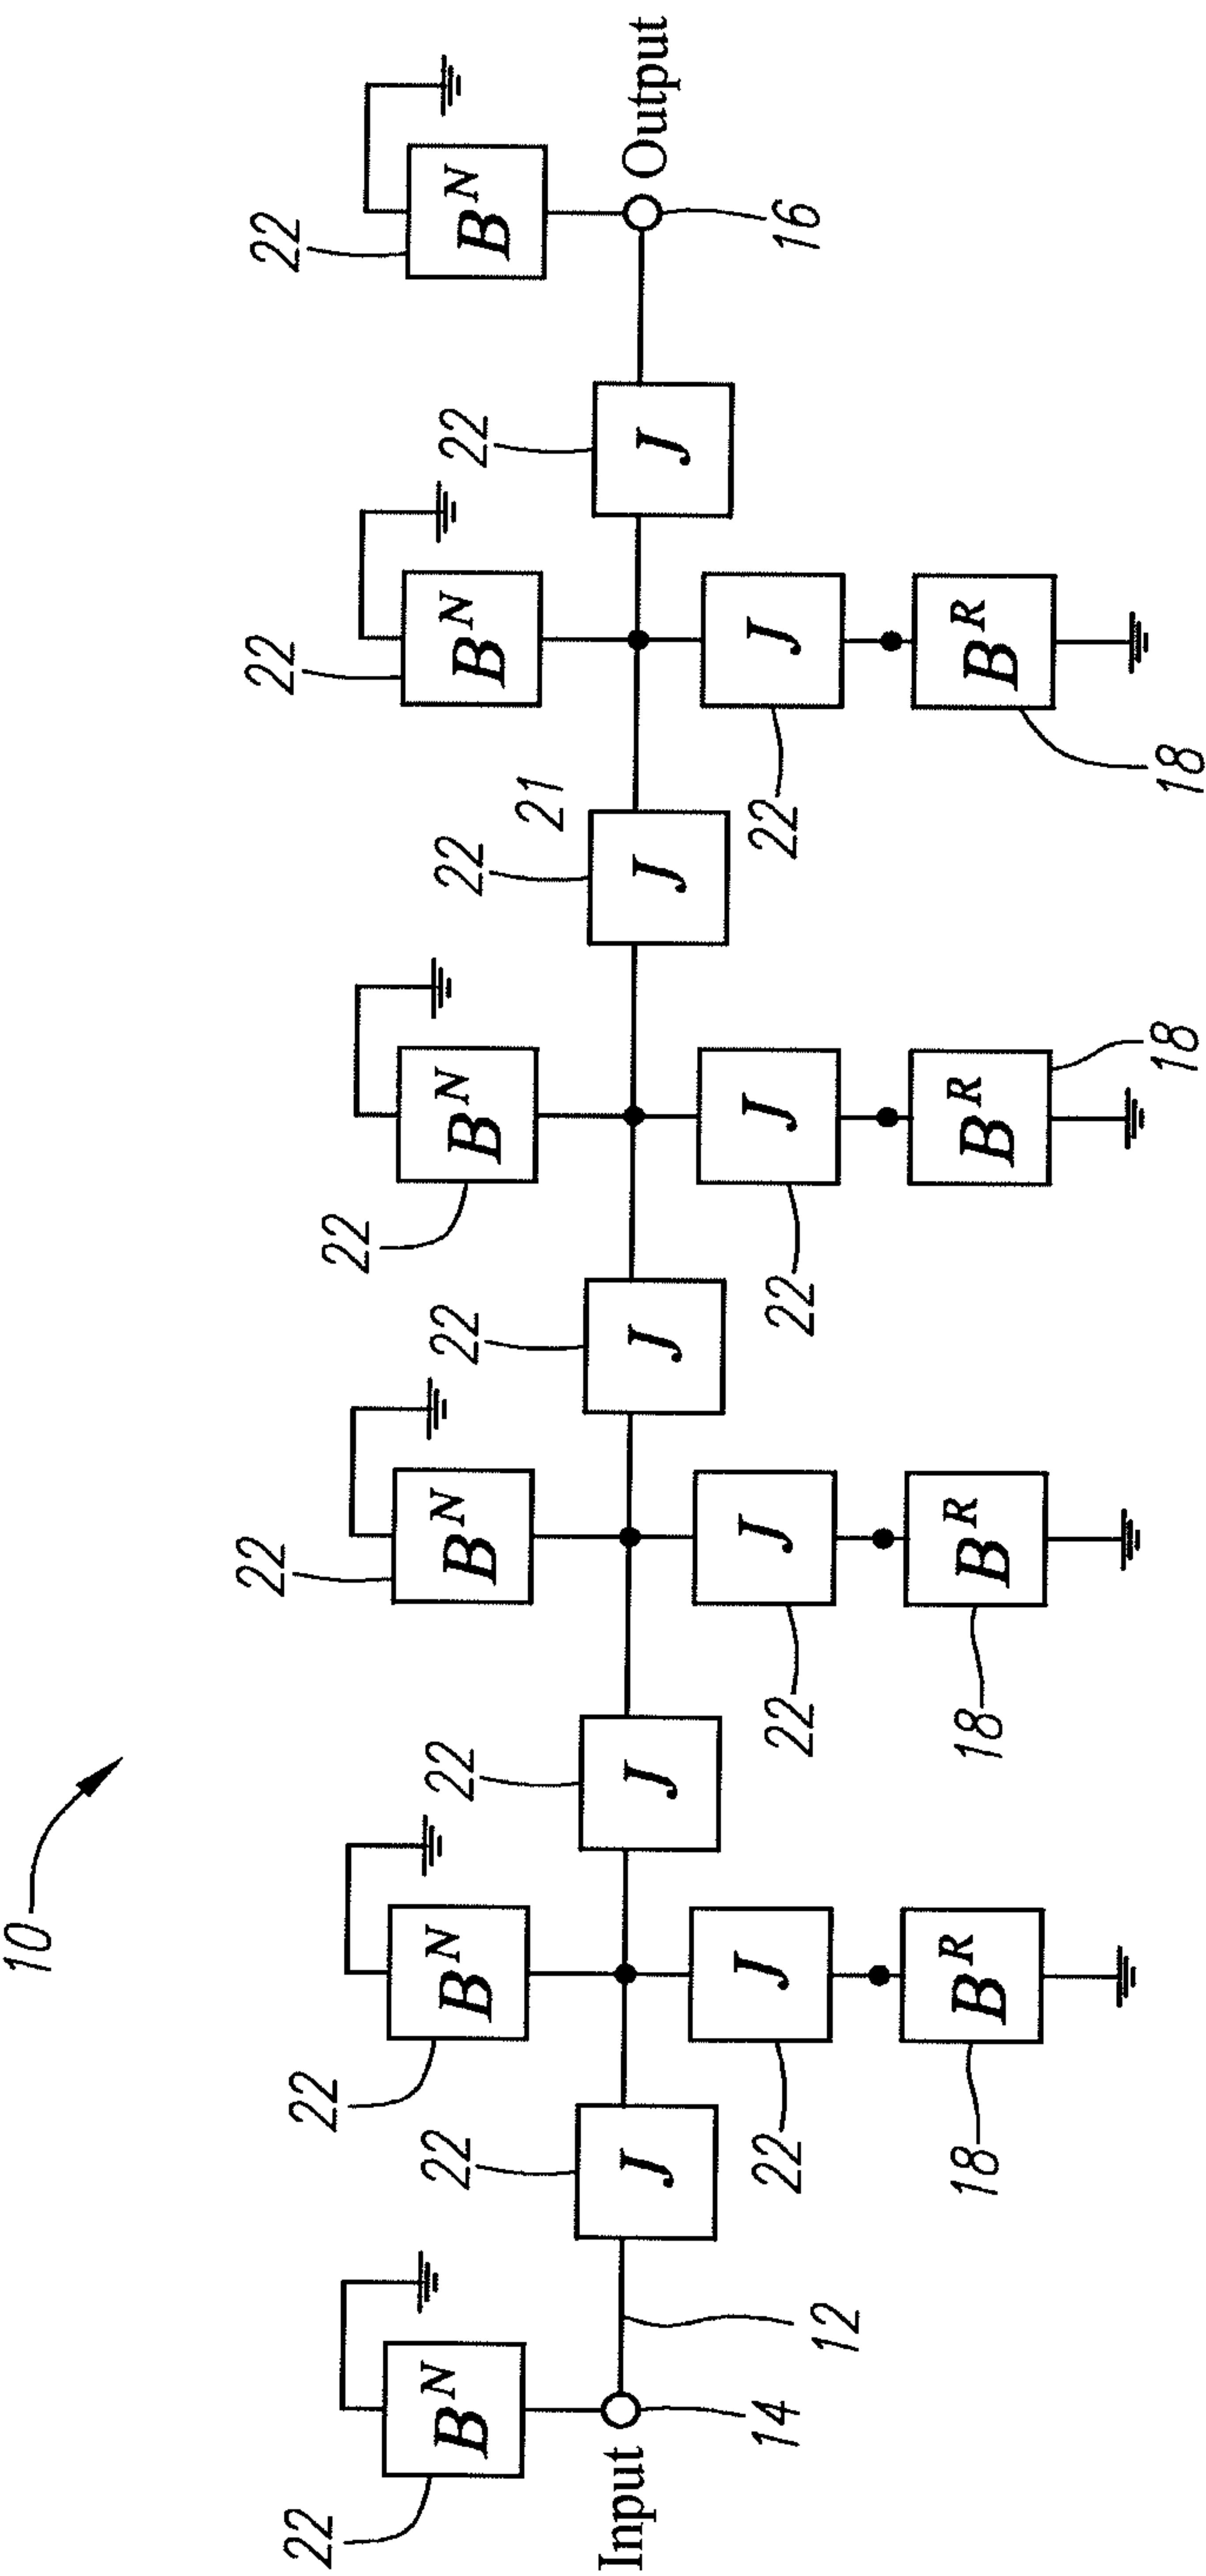 10
22 22 22 22 22 22
B^N B^N B^N B^N B^N B^N
22 22 22 22 22
21
Input J J J J J Output
14 12 16
J J J J
22 22 22 22
B^R B^R B^R B^R
18 18 18 18